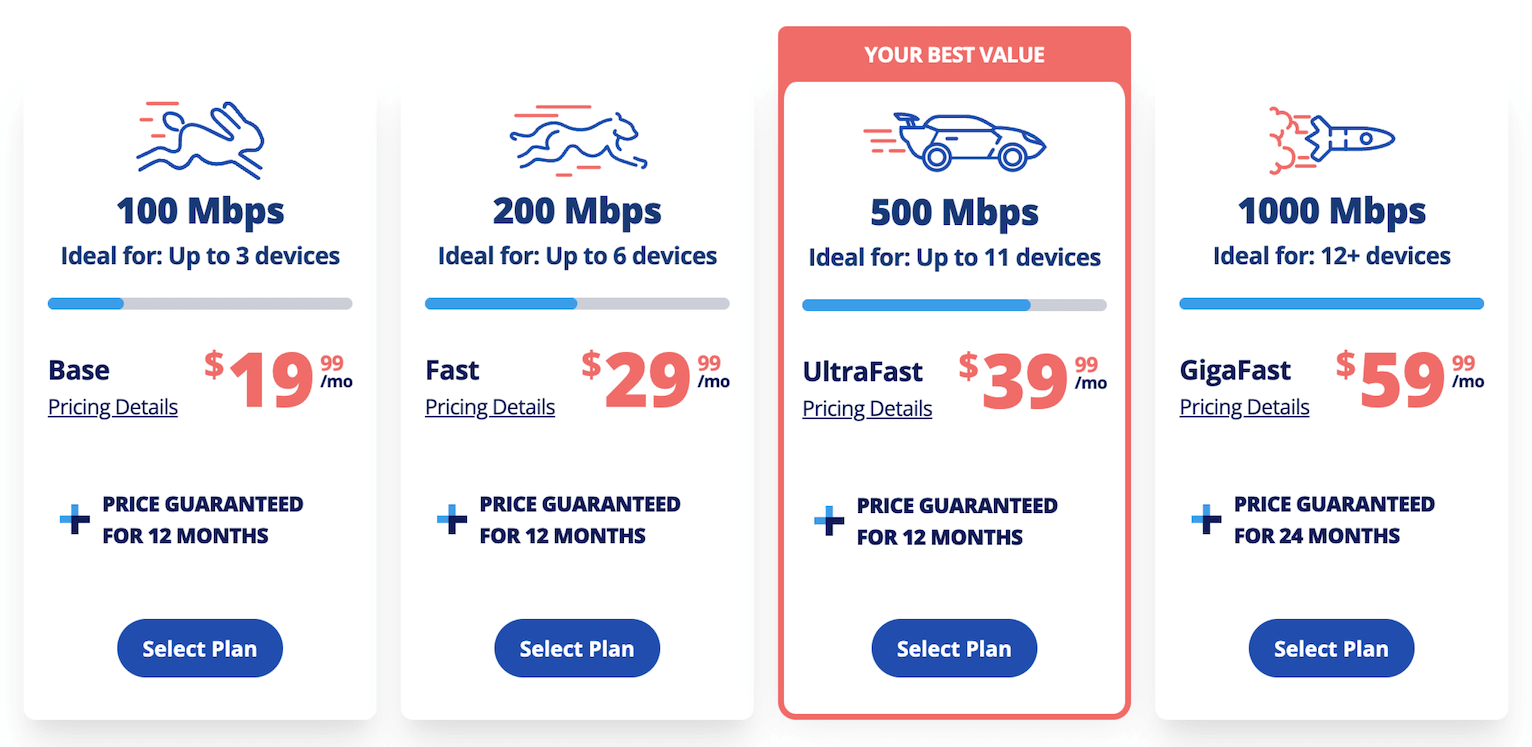 100 Mbps
Ideal for: Up to 3 devices
Base
$19 99 /mo
Pricing Details
PRICE GUARANTEED
FOR 12 MONTHS
Select Plan
200 Mbps
Ideal for: Up to 6 devices
Fast
$29 99 /mo
Pricing Details
PRICE GUARANTEED
FOR 12 MONTHS
Select Plan
YOUR BEST VALUE
500 Mbps
Ideal for: Up to 11 devices
UltraFast
$39 99 /mo
Pricing Details
PRICE GUARANTEED
FOR 12 MONTHS
Select Plan
1000 Mbps
Ideal for: 12+ devices
GigaFast
$59 99 /mo
Pricing Details
PRICE GUARANTEED
FOR 24 MONTHS
Select Plan